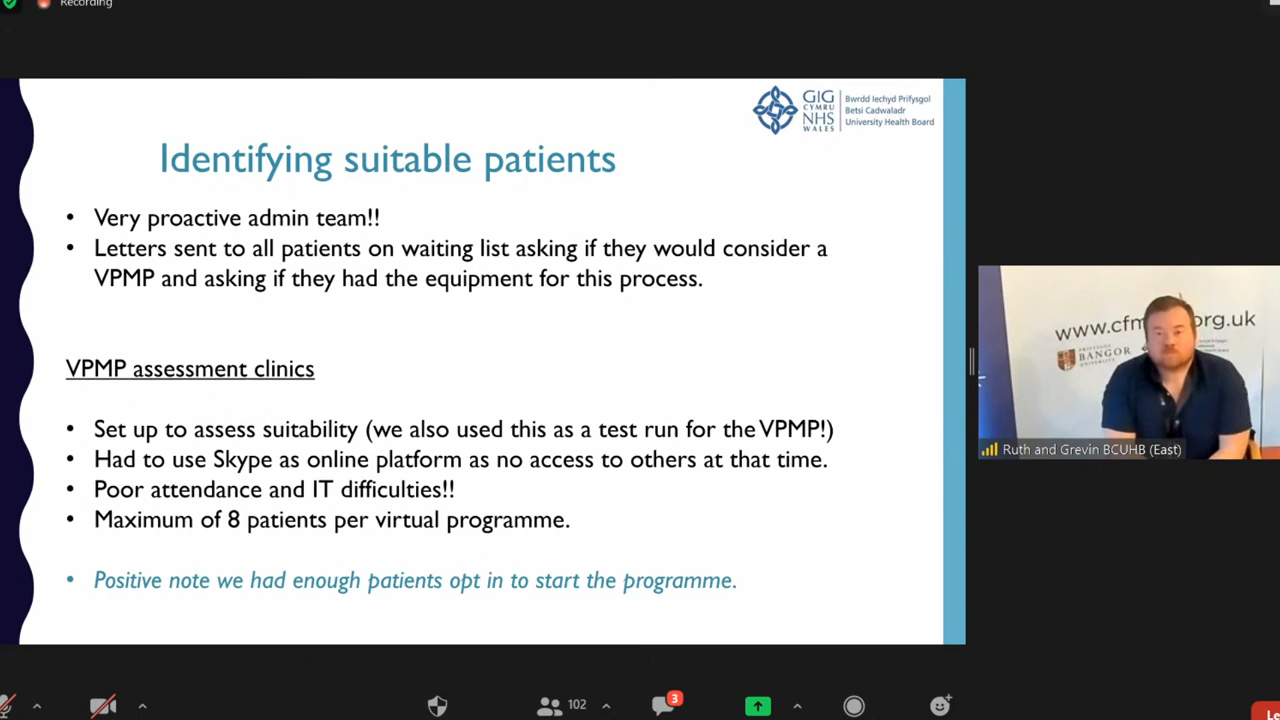 Recording
GIG
CYMRU
NHS
WALES
Bwrdd Iechyd Prifysgol
Betsi Cadwaladr
University Health Board
Identifying suitable patients
• Very proactive admin team!!
• Letters sent to all patients on waiting list asking if they would consider a
VPMP and asking if they had the equipment for this process.
VPMP assessment clinics
• Set up to assess suitability (we also used this as a test run for the VPMP!)
• Had to use Skype as online platform as no access to others at that time.
• Poor attendance and IT difficulties!!
• Maximum of 8 patients per virtual programme.
• Positive note we had enough patients opt in to start the programme.
www.cfm org.uk
BANGOR
UNIVERSITY
Ruth and Grevin BCUHB (East)
102
3
Le